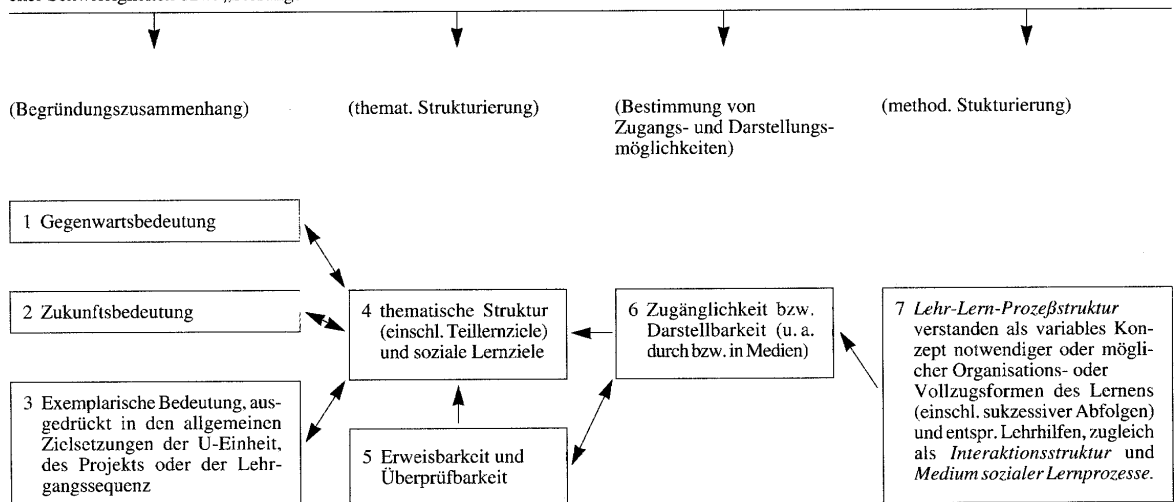 (Begründungszusammenhang)
(themat. Strukturierung)
(Bestimmung von
Zugangs- und Darstellungs-
möglichkeiten)
(method. Stukturierung)
1 Gegenwartsbedeutung
2 Zukunftsbedeutung
3 Exemplarische Bedeutung, aus-
gedrückt in den allgemeinen
Zielsetzungen der U-Einheit,
des Projekts oder der Lehr-
gangssequenz
4 thematische Struktur
(einschl. Teillernziele)
und soziale Lernziele
5 Erweisbarkeit und
Überprüfbarkeit
6 Zugänglichkeit bzw.
Darstellbarkeit (u. a.
durch bzw. in Medien)
7 Lehr-Lern-Prozeßstruktur
verstanden als variables Kon-
zept notwendiger oder mögli-
cher Organisations- oder
Vollzugsformen des Lernens
(einschl. sukzessiver Abfolgen)
und entspr. Lehrhilfen, zugleich
als Interaktionsstruktur und
Medium sozialer Lernprozesse.